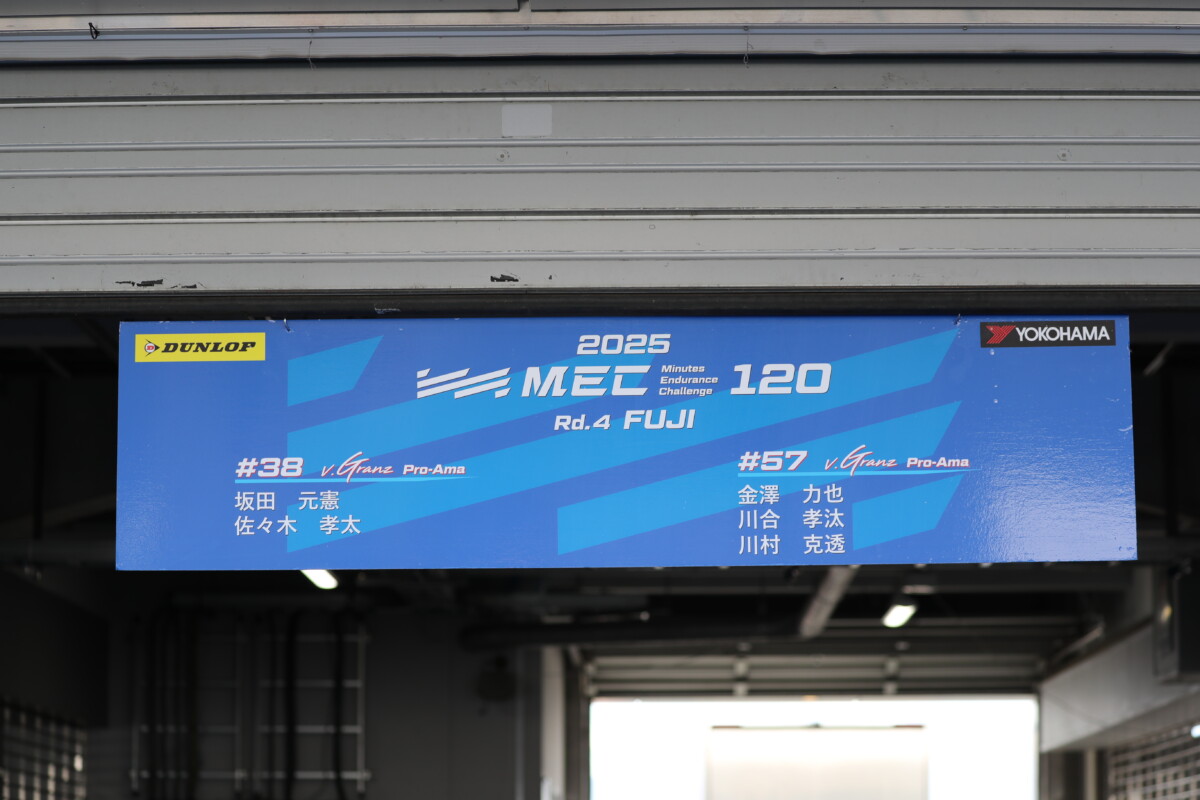 DUNLOP
YOKOHAMA
2025
MEC Minutes Endurance Challenge 120
Rd.4 FUJI
#38 v.Granz Pro-Ama
坂田 元憲
佐々木 孝太
#57 v.Granz Pro-Ama
金澤 力也
川合 孝汰
川村 克透